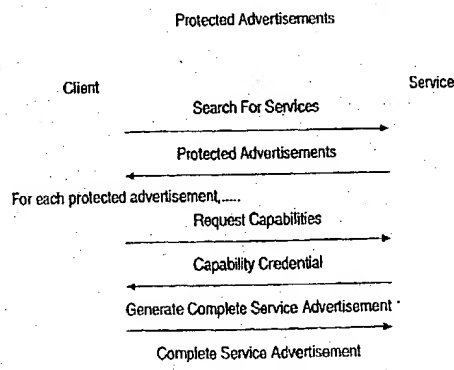 Protected Advertisements
Client
Service
Search For Services
Protected Advertisements
For each protected advertisement,.....
Request Capabilities
Capability Credential
Generate Complete Service Advertisement
Complete Service Advertisement